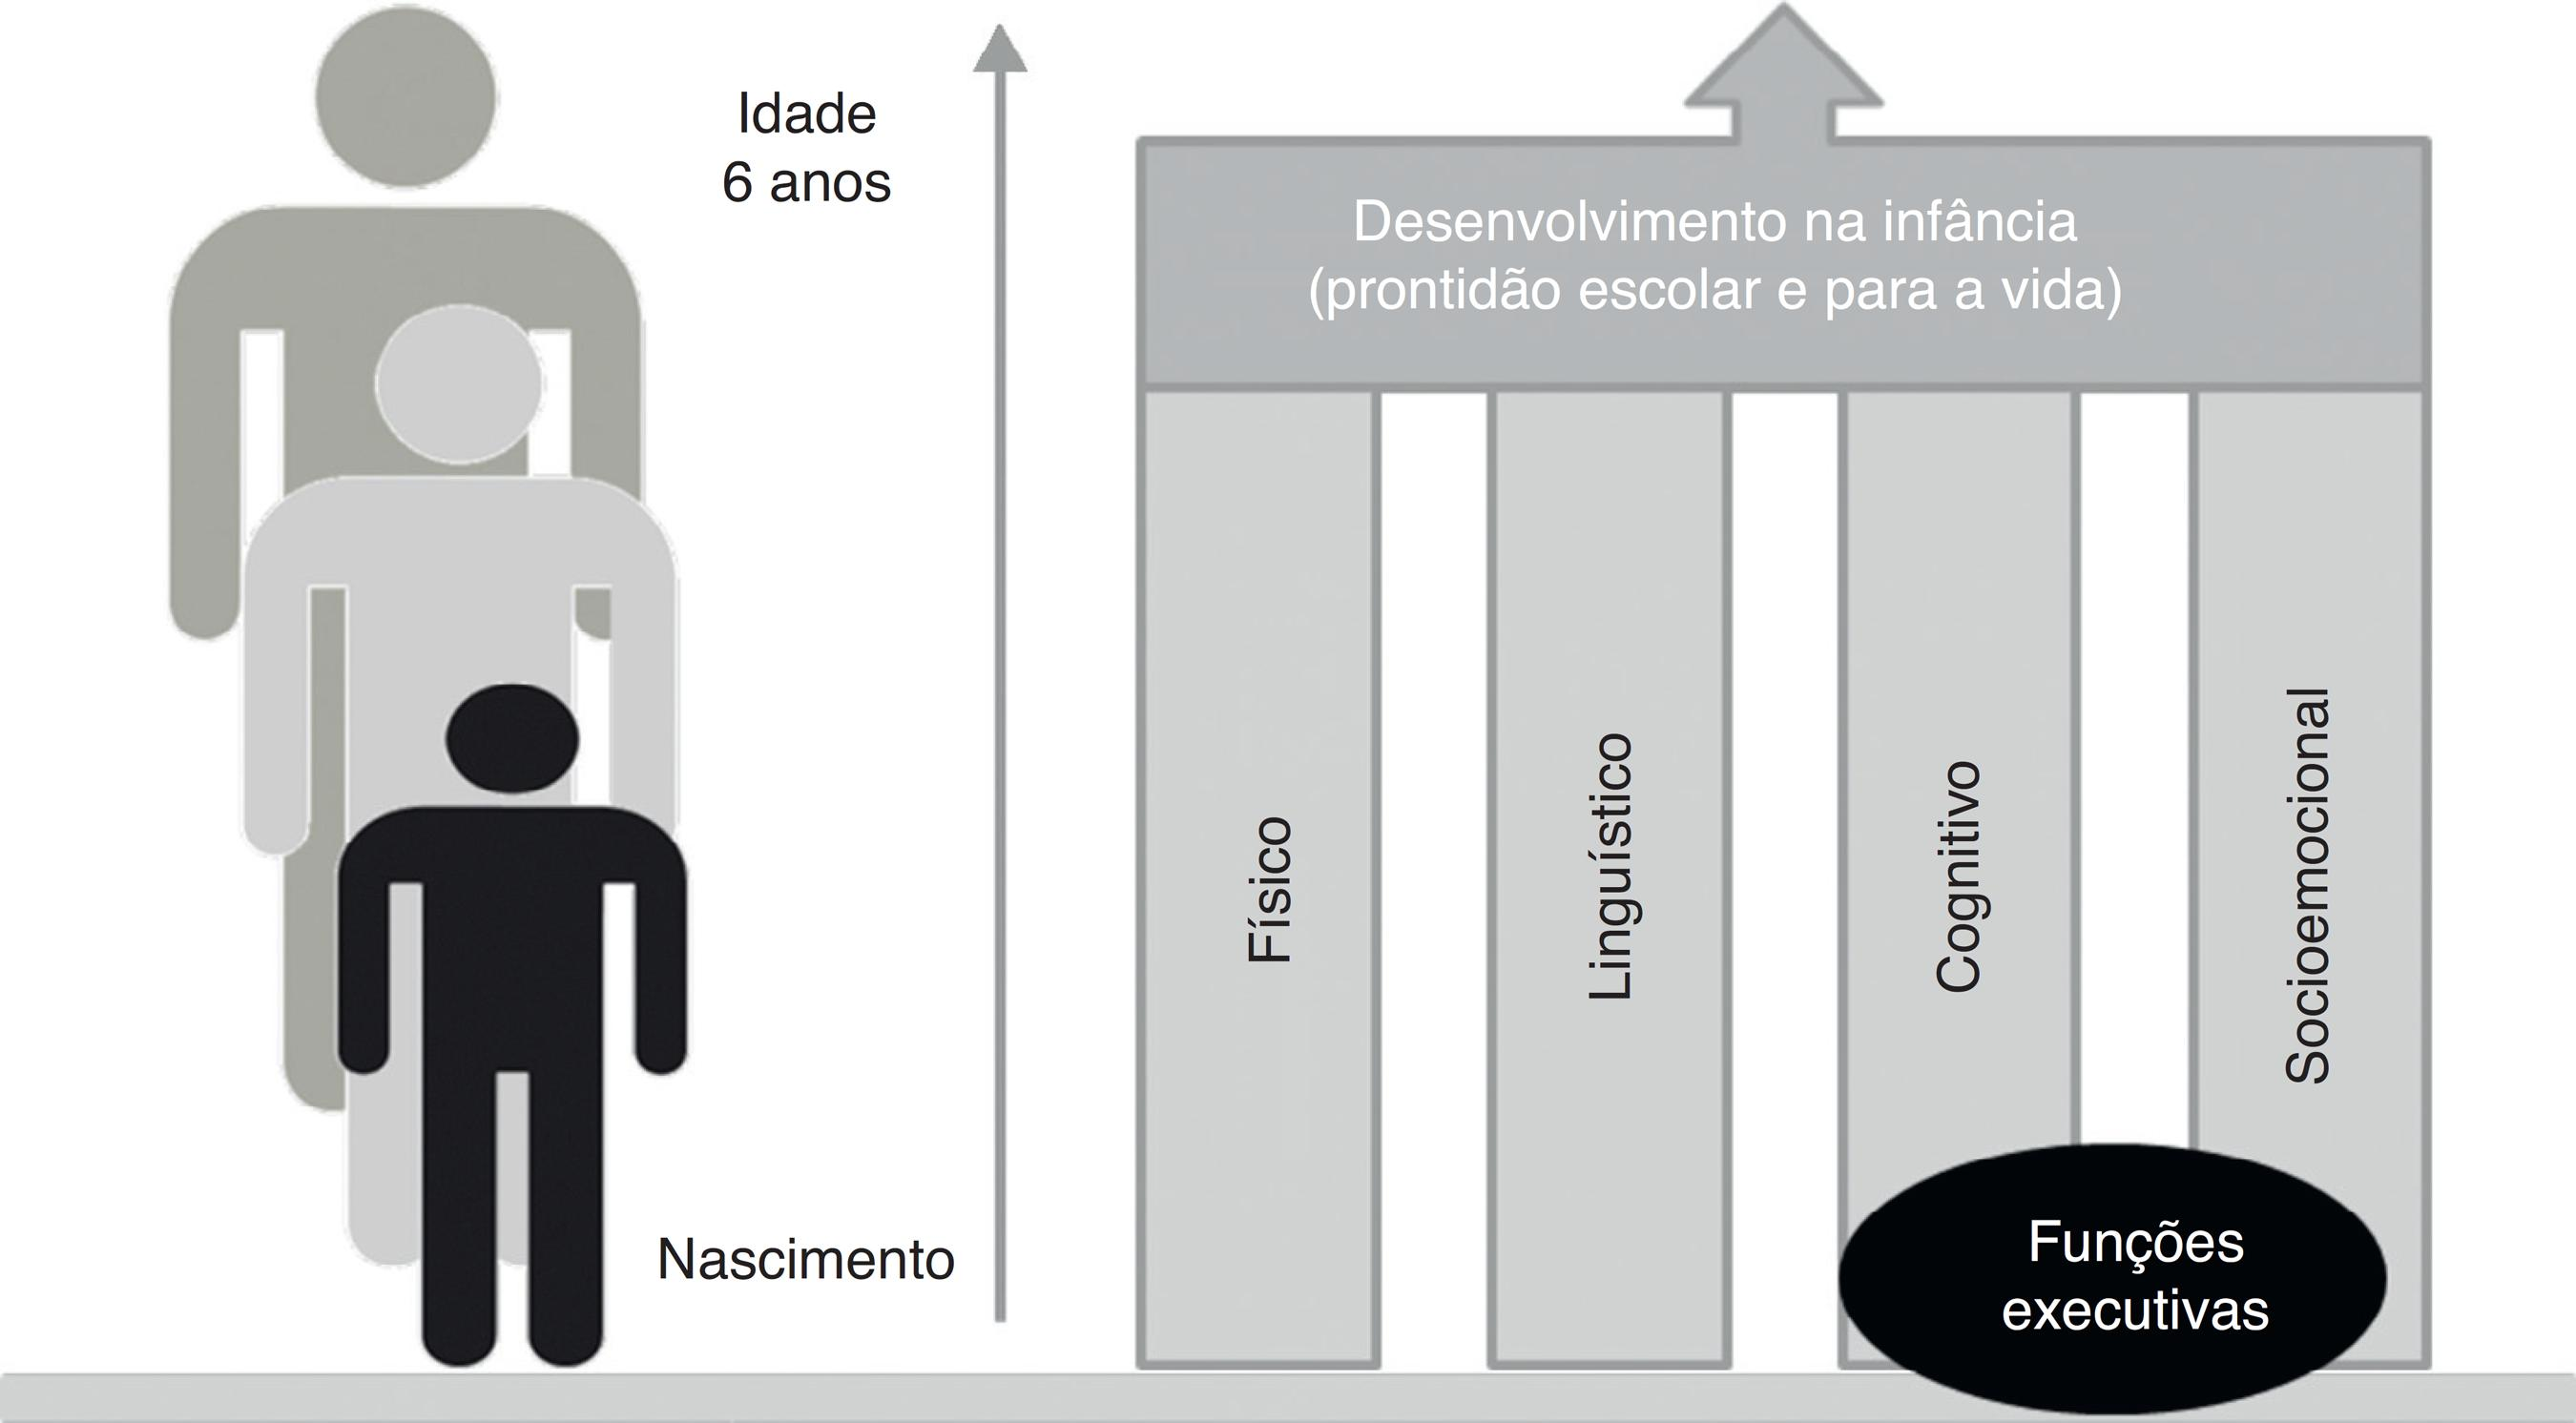 Idade
6 anos
Nascimento
Desenvolvimento na infância
(prontidão escolar e para a vida)
Físico
Linguístico
Cognitivo
Socioemocional
Funções
executivas